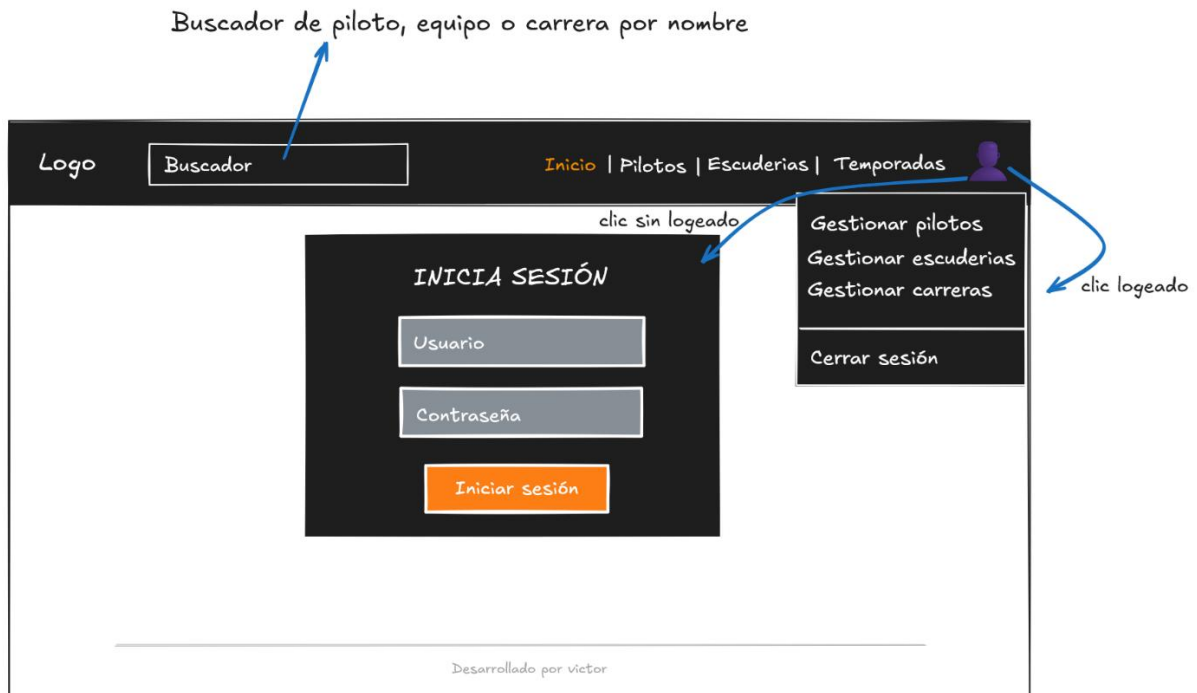 Buscador de piloto, equipo o carrera por nombre
Logo
Buscador
Inicio | Pilotos | Escuderias | Temporadas
clic sin logeado
INICIA SESIÓN
Usuario
Contraseña
Iniciar sesión
Gestionar pilotos
Gestionar escuderias
Gestionar carreras
Cerrar sesión
clic logeado
Desarrollado por victor